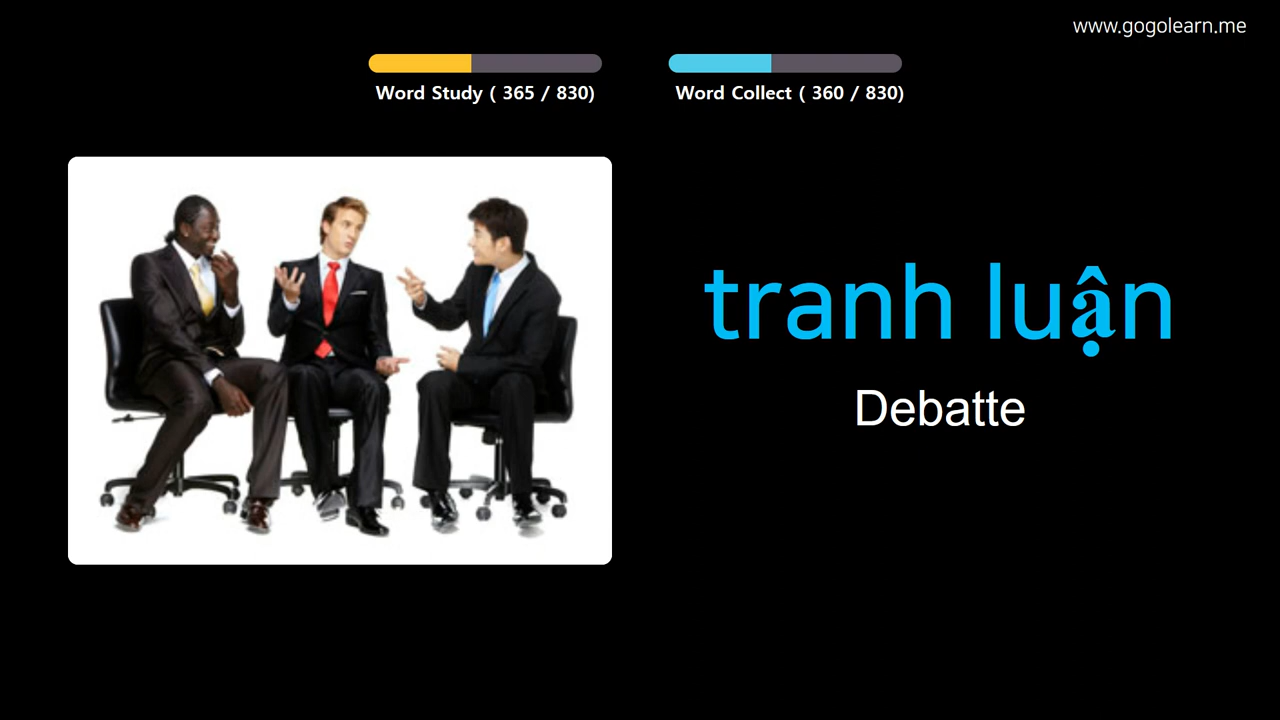 www.gogolearn.me
Word Study ( 365 / 830)
Word Collect ( 360 / 830)
tranh luận
Debatte